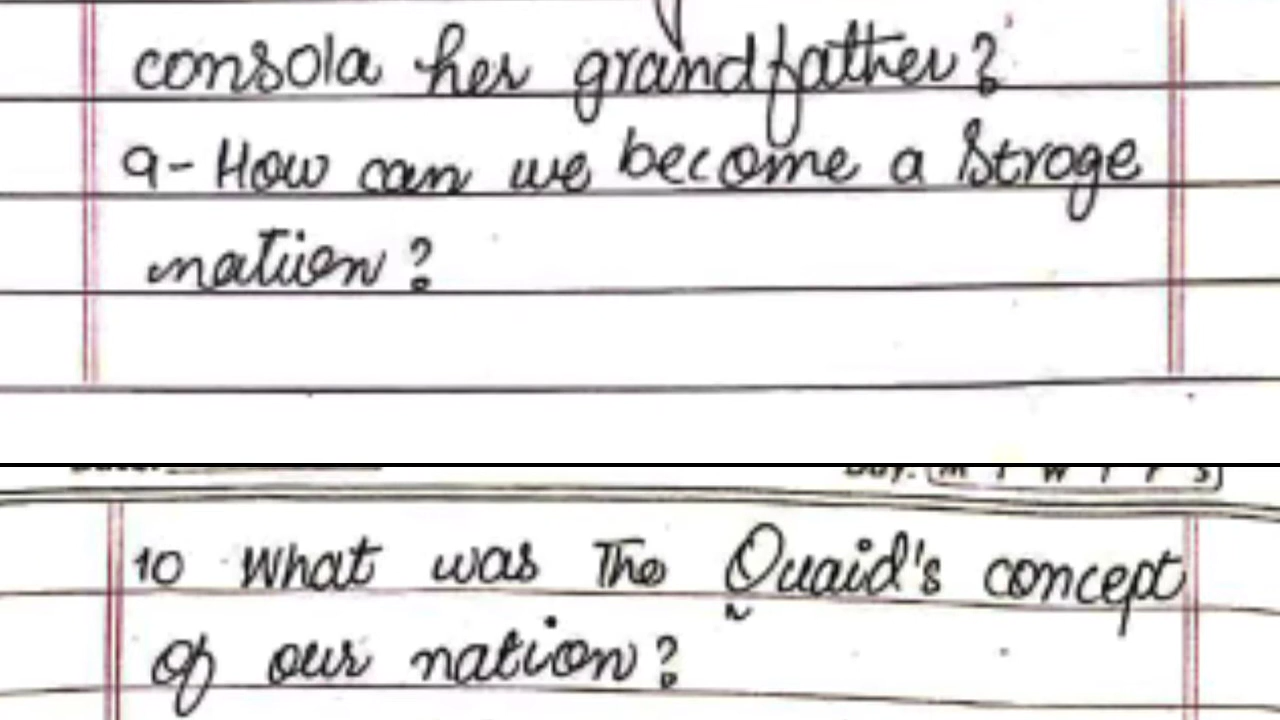 consola her grandfather?
9- How can we become a stroge
nation?
10 What was The Quaid's concept
of our nation?